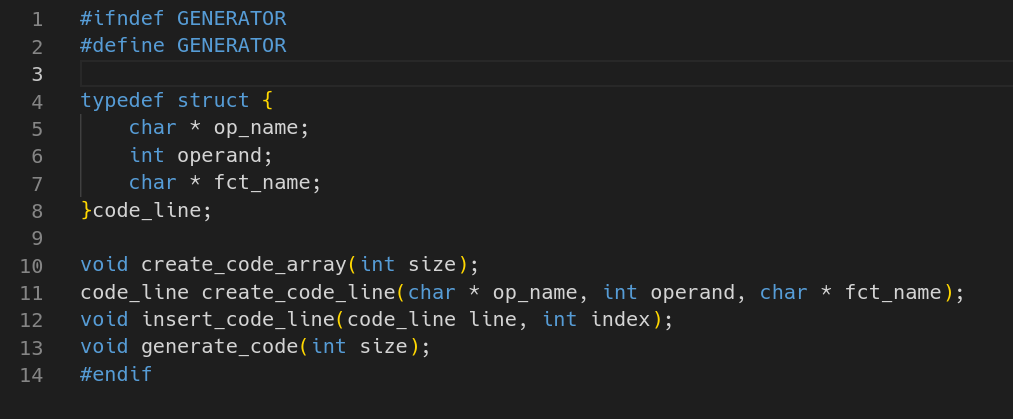 1 #ifndef GENERATOR
2 #define GENERATOR
3
4 typedef struct {
5     char * op_name;
6     int operand;
7     char * fct_name;
8 }code_line;
9
10 void create_code_array(int size);
11 code_line create_code_line(char * op_name, int operand, char * fct_name);
12 void insert_code_line(code_line line, int index);
13 void generate_code(int size);
14 #endif